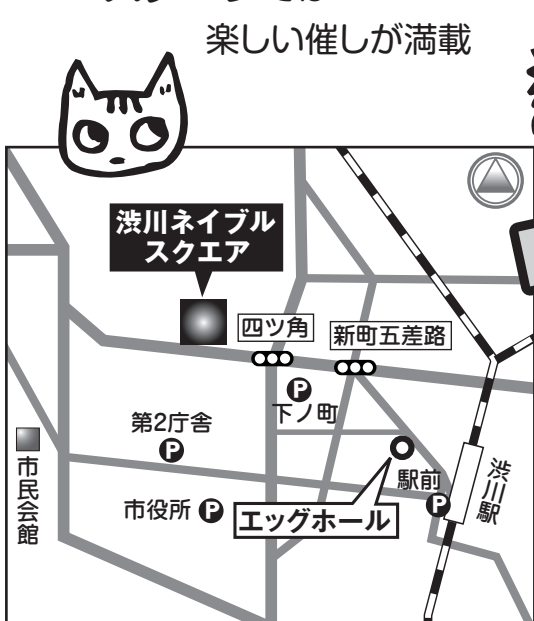 楽しい催しが満載
渋川ネイブル
スクエア
四ツ角
新町五差路
P
下ノ町
第2庁舎
P
市民会館
市役所 P
エッグホール
駅前
P
渋川駅